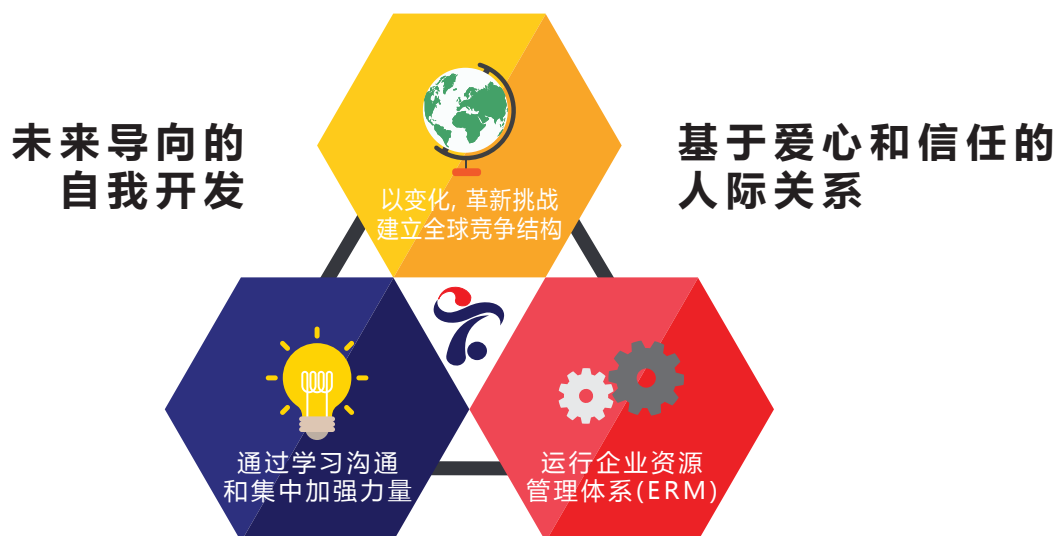 未来导向的
自我开发
基于爱心和信任的
人际关系
以变化, 革新挑战
建立全球竞争结构
通过学习沟通
和集中加强力量
运行企业资源
管理体系(ERM)